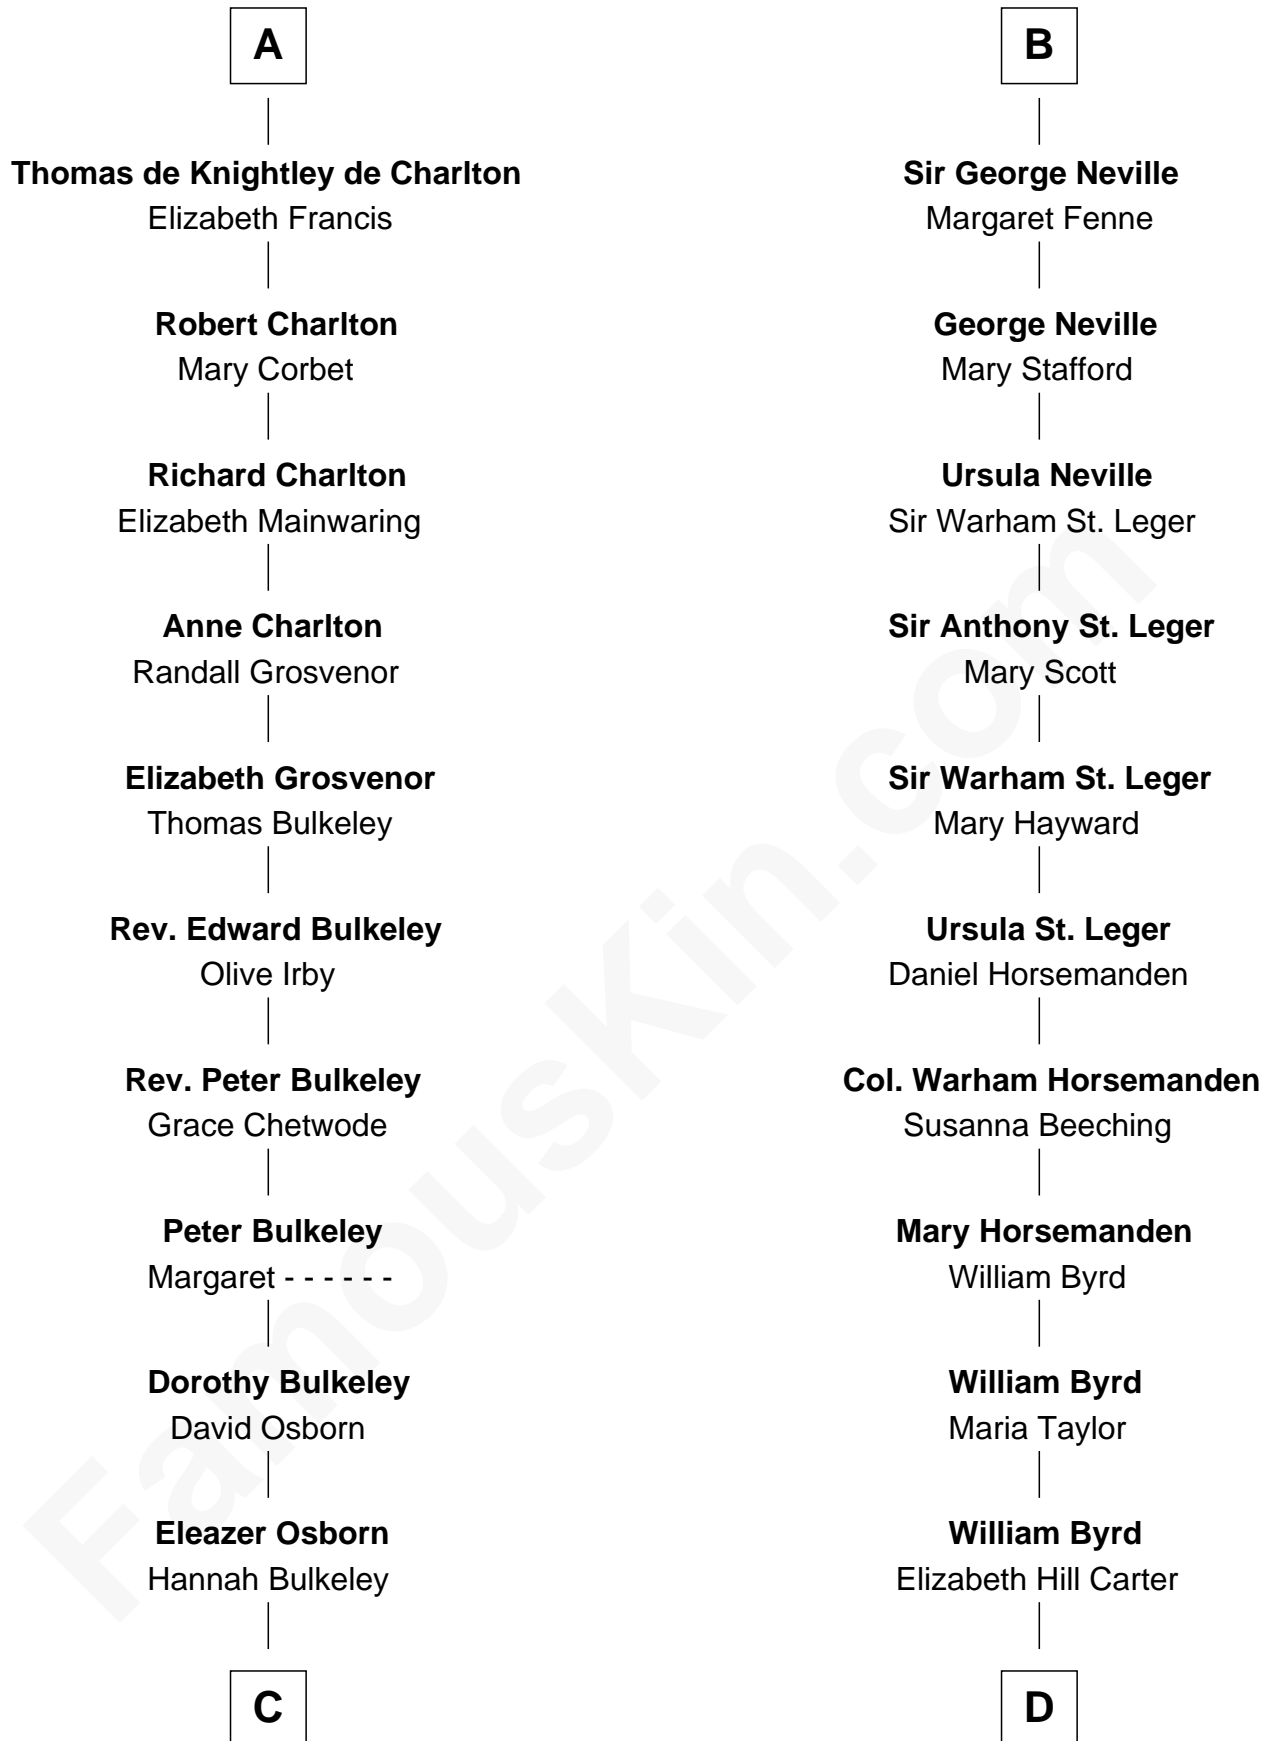 A
Thomas de Knightley de Charlton
Elizabeth Francis
Robert Charlton
Mary Corbet
Richard Charlton
Elizabeth Mainwaring
Anne Charlton
Randall Grosvenor
Elizabeth Grosvenor
Thomas Bulkeley
Rev. Edward Bulkeley
Olive Irby
Rev. Peter Bulkeley
Grace Chetwode
Peter Bulkeley
Margaret - - - - - -
Dorothy Bulkeley
David Osborn
Eleazer Osborn
Hannah Bulkeley
C
B
Sir George Neville
Margaret Fenne
George Neville
Mary Stafford
Ursula Neville
Sir Warham St. Leger
Sir Anthony St. Leger
Mary Scott
Sir Warham St. Leger
Mary Hayward
Ursula St. Leger
Daniel Horsemanden
Col. Warham Horsemanden
Susanna Beeching
Mary Horsemanden
William Byrd
William Byrd
Maria Taylor
William Byrd
Elizabeth Hill Carter
D
FamousKin.com